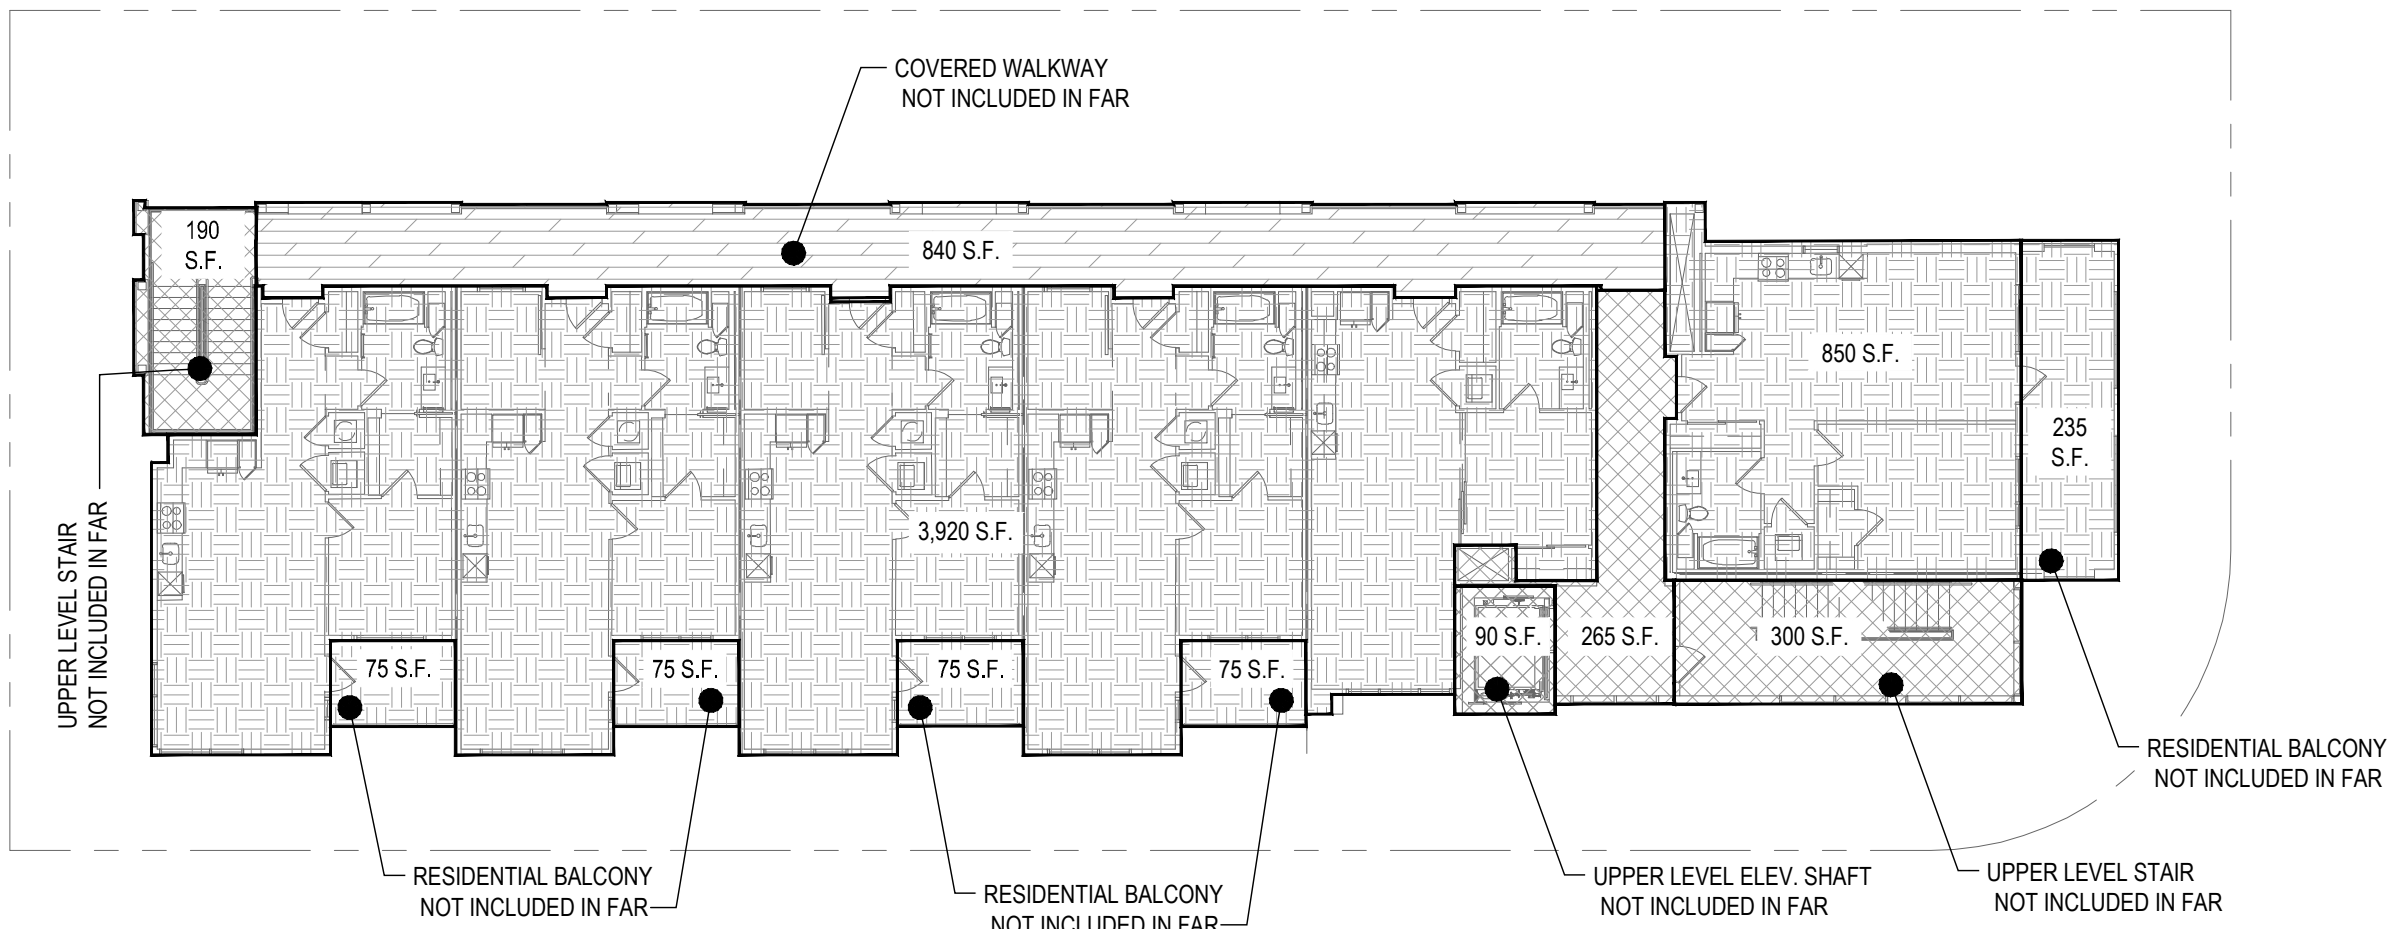 COVERED WALKWAY
NOT INCLUDED IN FAR
190
S.F.
840 S.F.
850 S.F.
235
S.F.
UPPER LEVEL STAIR
NOT INCLUDED IN FAR
3,920 S.F.
75 S.F.
75 S.F.
75 S.F.
75 S.F.
90 S.F.
265 S.F.
300 S.F.
RESIDENTIAL BALCONY
NOT INCLUDED IN FAR
RESIDENTIAL BALCONY
NOT INCLUDED IN FAR
RESIDENTIAL BALCONY
NOT INCLUDED IN FAR
UPPER LEVEL ELEV. SHAFT
NOT INCLUDED IN FAR
UPPER LEVEL STAIR
NOT INCLUDED IN FAR